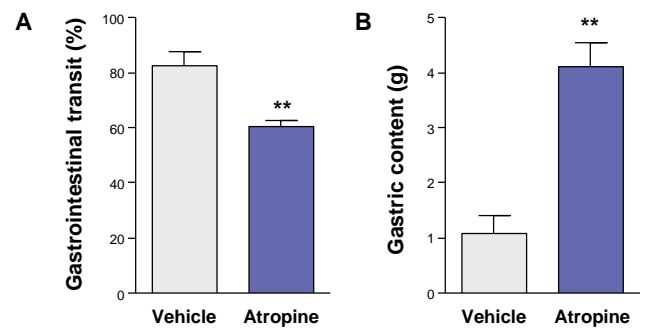 A
Gastrointestinal transit (%)
100
80
60
40
20
0
**
Vehicle
Atropine
B
Gastric content (g)
5
4
3
2
1
0
**
Vehicle
Atropine